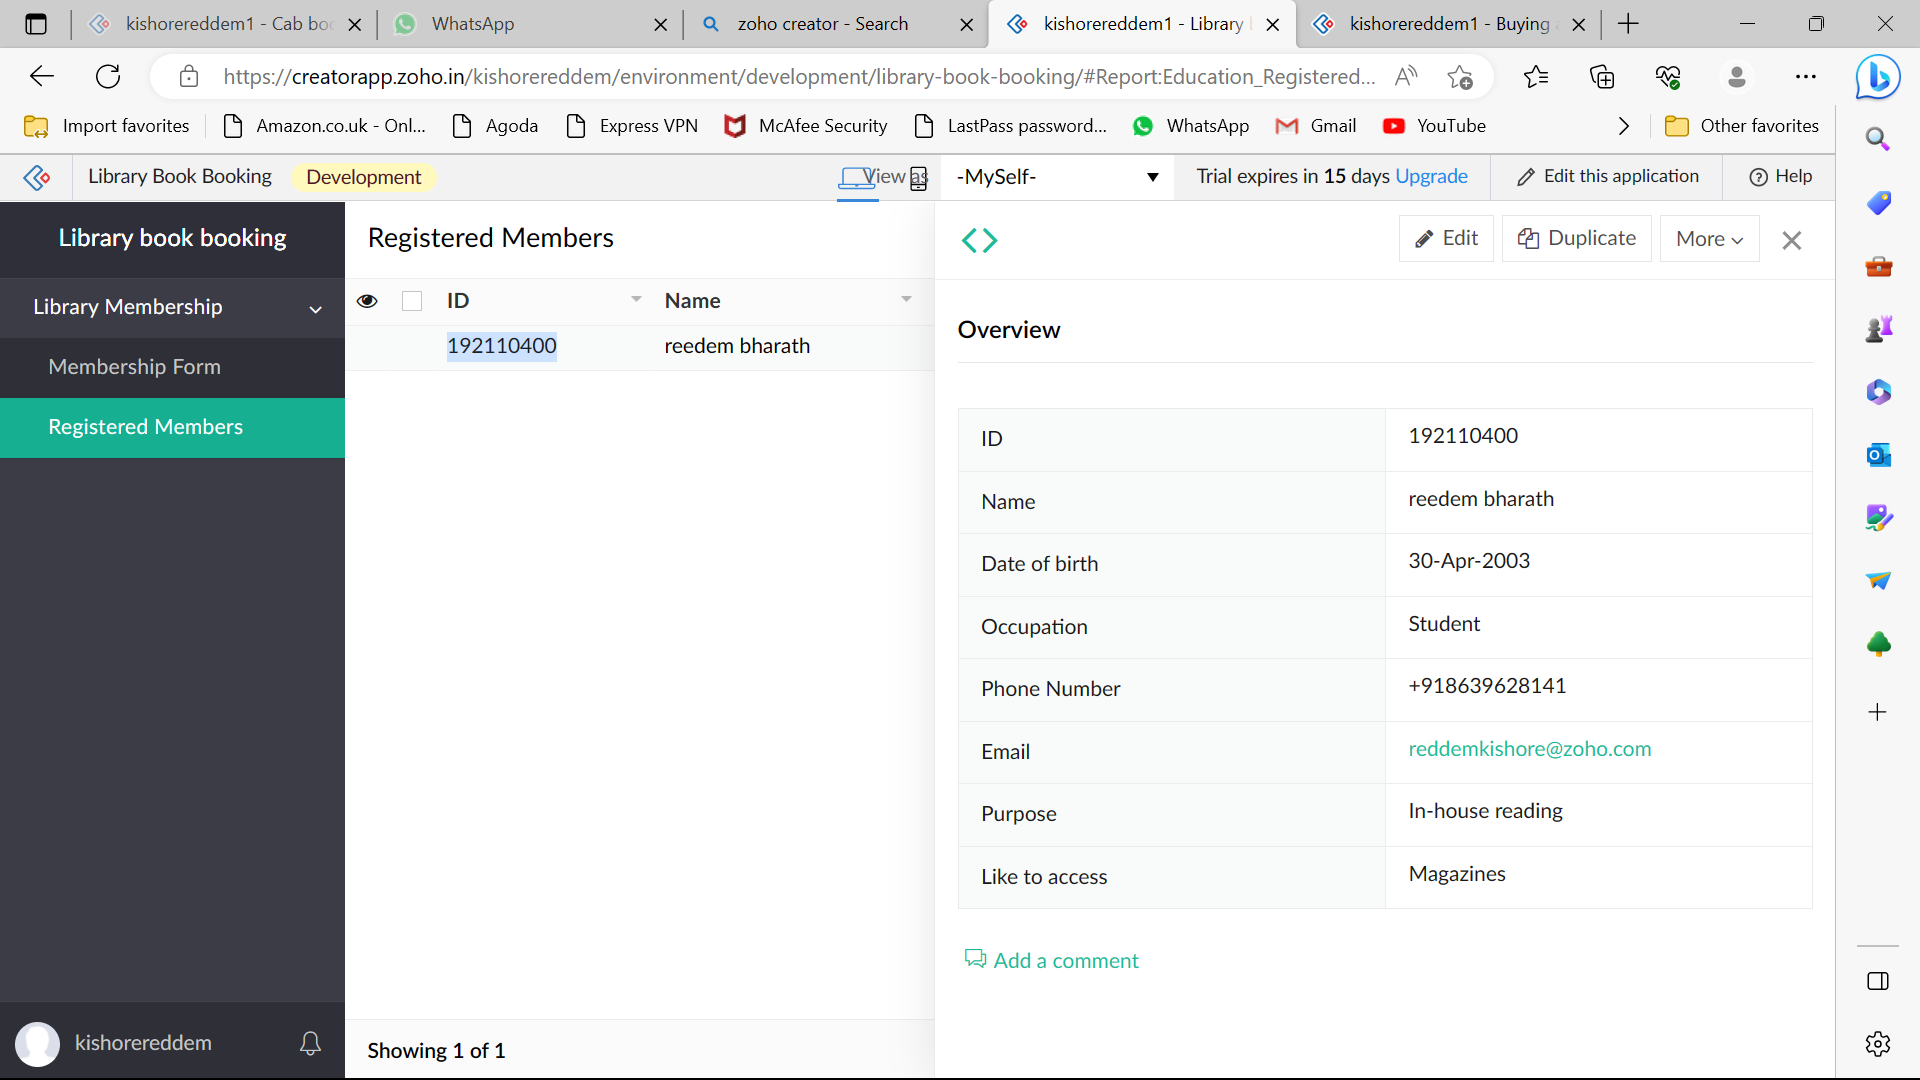 kishorereddem1 - Cab boo
WhatsApp
zoho creator - Search
kishorereddem1 - Library
kishorereddem1 - Buying
https://creatorapp.zoho.in/kishorereddem/environment/development/library-book-booking/#Report:Education_Registered...
Import favorites
Amazon.co.uk - Onl...
Agoda
Express VPN
McAfee Security
LastPass password...
WhatsApp
Gmail
YouTube
Other favorites
Library Book Booking
Development
View as
-MySelf-
Trial expires in 15 days Upgrade
Edit this application
Help
Library book booking
Registered Members
Edit
Duplicate
More
Library Membership
ID
Name
192110400
reedem bharath
Membership Form
Registered Members
Overview
ID
192110400
Name
reedem bharath
Date of birth
30-Apr-2003
Occupation
Student
Phone Number
+918639628141
Email
reddemkishore@zoho.com
Purpose
In-house reading
Like to access
Magazines
Add a comment
kishorereddem
Showing 1 of 1